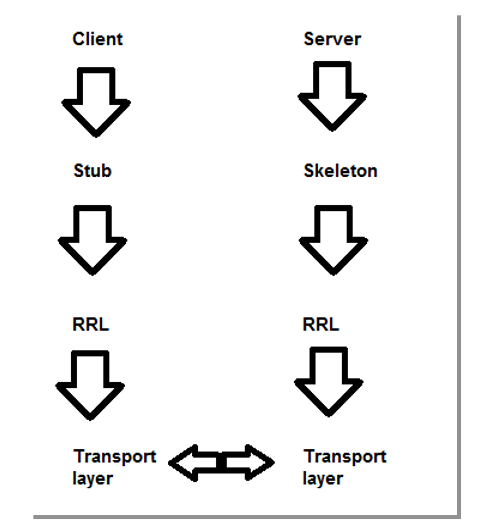 Client Server
Stub Skeleton
RRL RRL
Transport Transport
layer layer